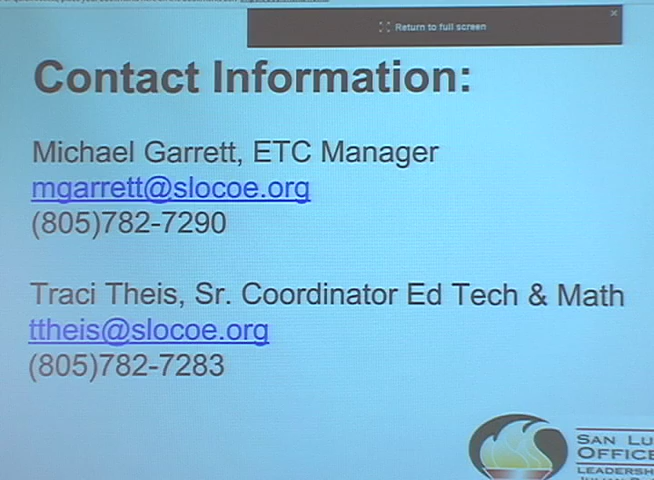 Return to full screen
Contact Information:
Michael Garrett, ETC Manager
mgarrett@slocoe.org
(805)782-7290
Traci Theis, Sr. Coordinator Ed Tech & Math
ttheis@slocoe.org
(805)782-7283
SAN LU
OFFICE
LEADERSH